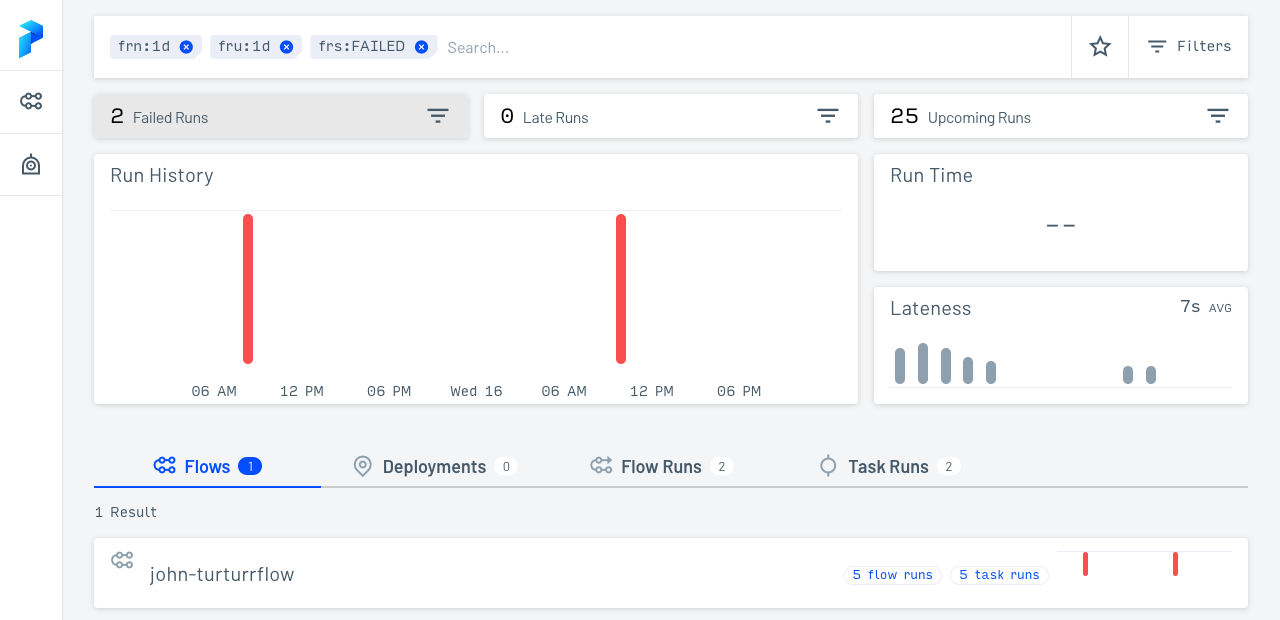 frn:1d fru:1d frs:FAILED Search... Filters
2 Failed Runs 0 Late Runs 25 Upcoming Runs
Run History
06 AM 12 PM 06 PM Wed 16 06 AM 12 PM 06 PM
Run Time
--
Lateness 7s AVG
Flows 1 Deployments 0 Flow Runs 2 Task Runs 2
1 Result
john-turturrflow 5 flow runs 5 task runs